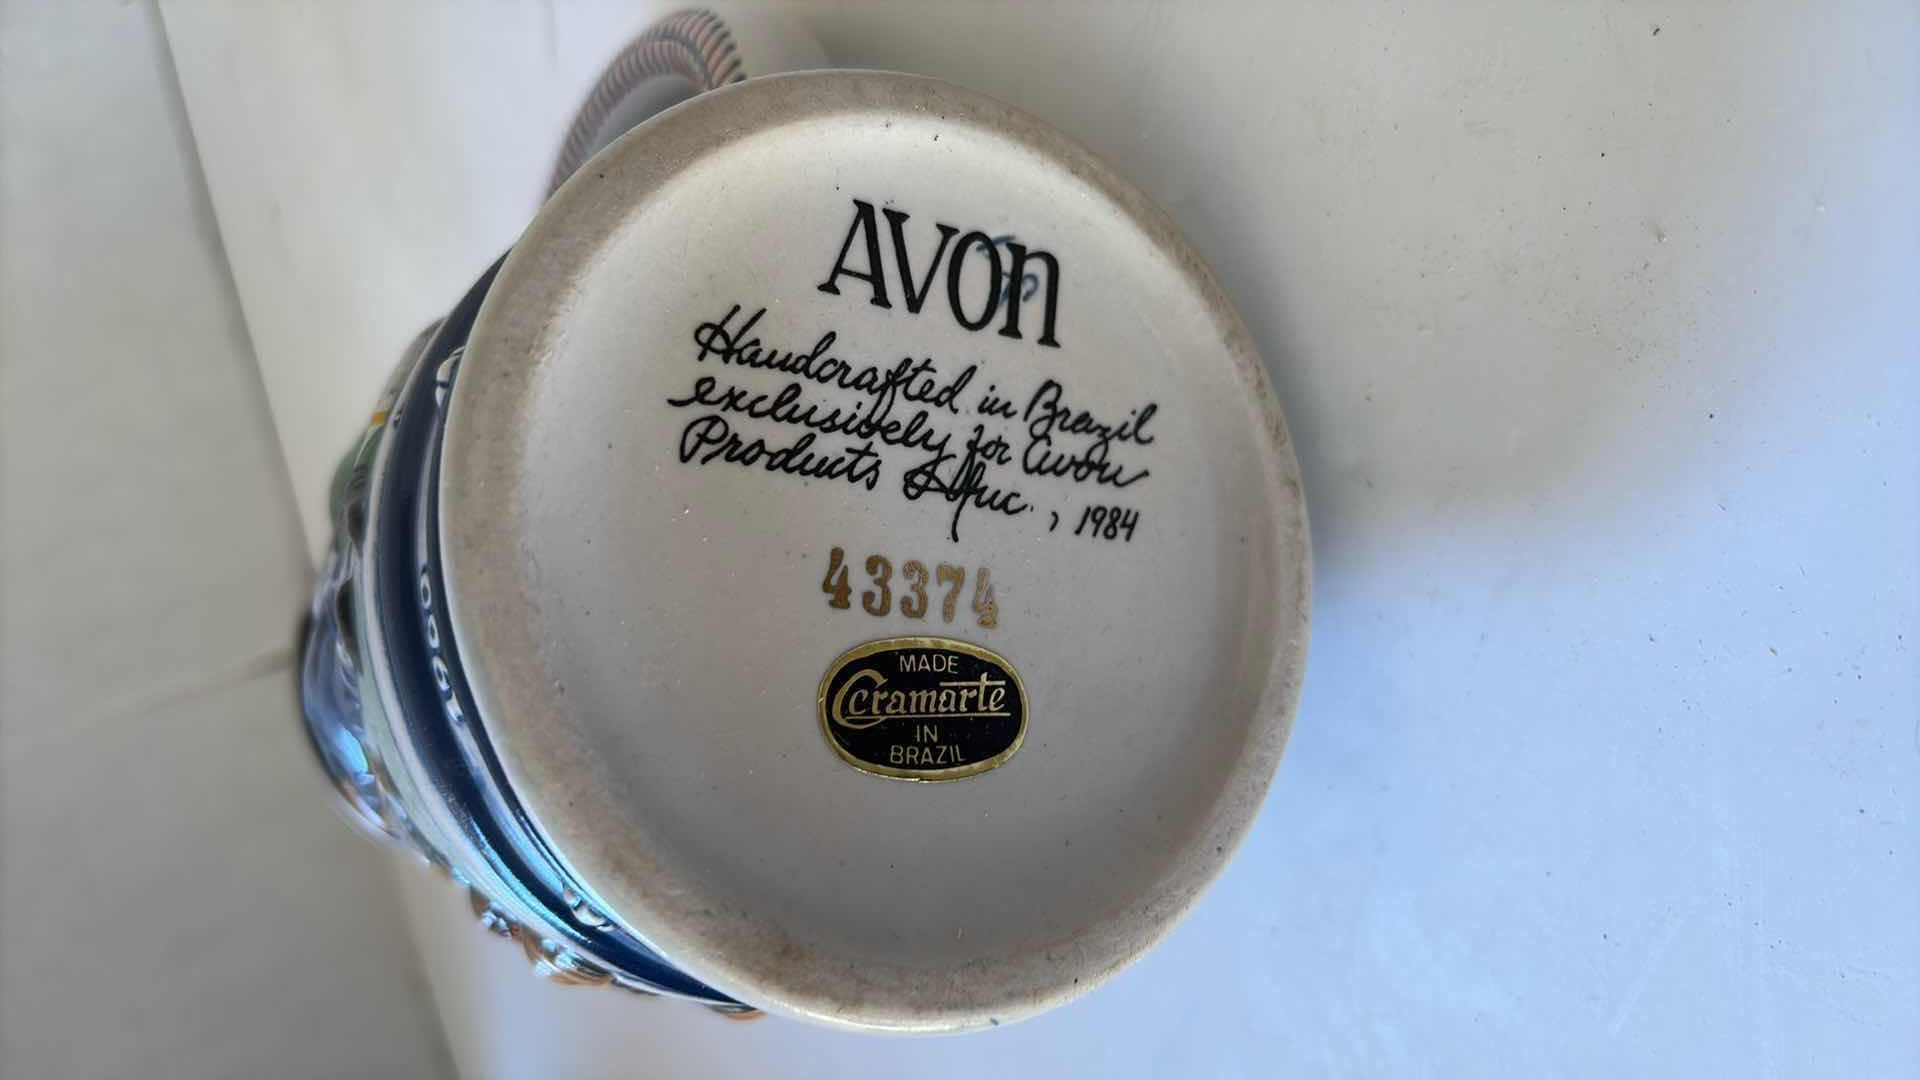 AVON
Handcrafted in Brazil
exclusively for Avon
Products Inc., 1984
43374
MADE
Ceramarte
IN
BRAZIL